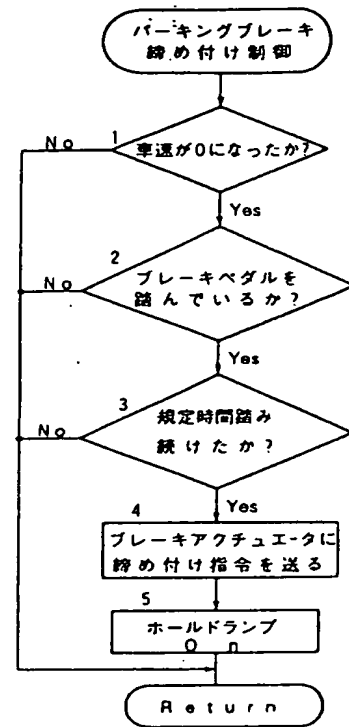 パーキングブレーキ
締め付け制御
1
No
車速が0になったか?
Yes
2
No
ブレーキペダルを
踏んでいるか?
Yes
3
No
規定時間踏み
続けたか?
Yes
4
ブレーキアクチュエータに
締め付け指令を送る
5
ホールドランプ
On
Return